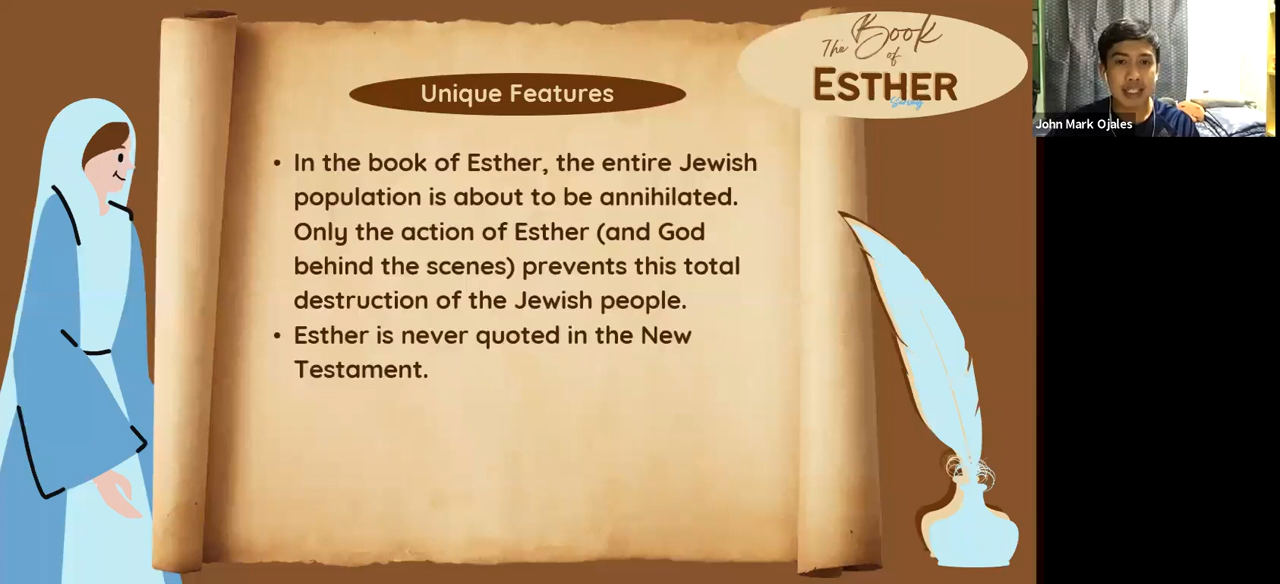 The Book
of
ESTHER
Unique Features
• In the book of Esther, the entire Jewish
population is about to be annihilated.
Only the action of Esther (and God
behind the scenes) prevents this total
destruction of the Jewish people.
• Esther is never quoted in the New
Testament.
John Mark Ojales